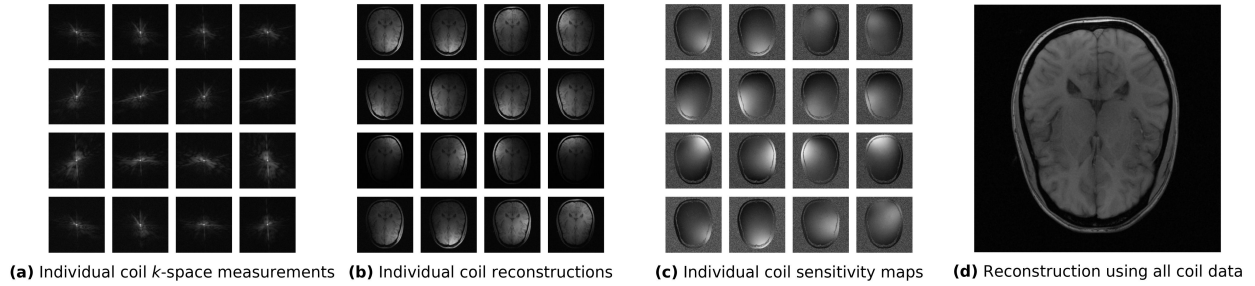 (a) Individual coil k-space measurements
(b) Individual coil reconstructions
(c) Individual coil sensitivity maps
(d) Reconstruction using all coil data